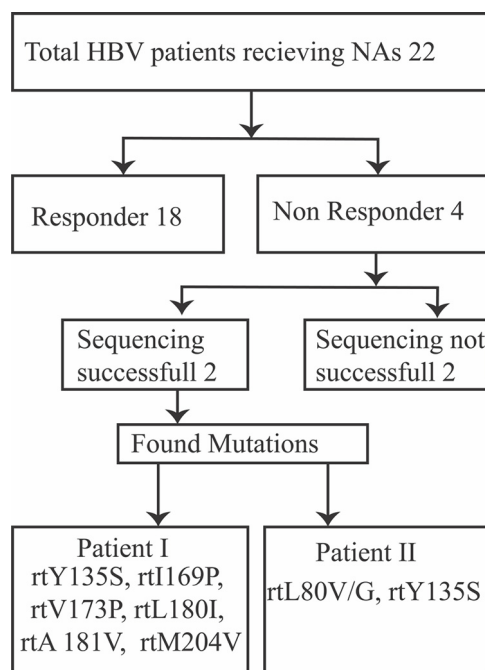 Total HBV patients recieving NAs 22
Responder 18
Non Responder 4
Sequencing
successfull 2
Sequencing not
successfull 2
Found Mutations
Patient I
rtY135S, rtI169P,
rtV173P, rtL180I,
rtA 181V, rtM204V
Patient II
rtL80V/G, rtY135S